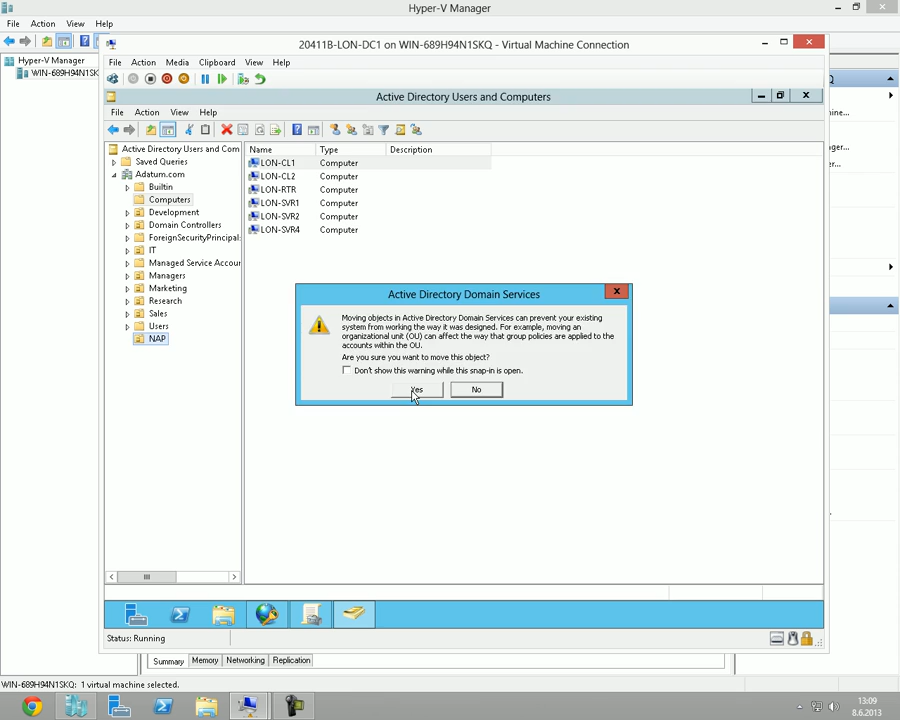 Hyper-V Manager
File Action View Help
Hyper-V Manager
WIN-689H94N1SK
20411B-LON-DC1 on WIN-689H94N1SKQ - Virtual Machine Connection
File Action Media Clipboard View Help
Active Directory Users and Computers
File Action View Help
Active Directory Users and Com
Saved Queries
Adatum.com
Builtin
Computers
Development
Domain Controllers
ForeignSecurityPrincipal:
IT
Managed Service Accour
Managers
Marketing
Research
Sales
Users
NAP
Name Type Description
LON-CL1 Computer
LON-CL2 Computer
LON-RTR Computer
LON-SVR1 Computer
LON-SVR2 Computer
LON-SVR4 Computer
Active Directory Domain Services
Moving objects in Active Directory Domain Services can prevent your existing
system from working the way it was designed. For example, moving an
organizational unit (OU) can affect the way that group policies are applied to the
accounts within the OU.
Are you sure you want to move this object?
Don't show this warning while this snap-in is open.
Yes No
Q
ine...
ger...
r...
Status: Running
Summary Memory Networking Replication
WIN-689H94N1SKQ: 1 virtual machine selected.
13:09
8.6.2013